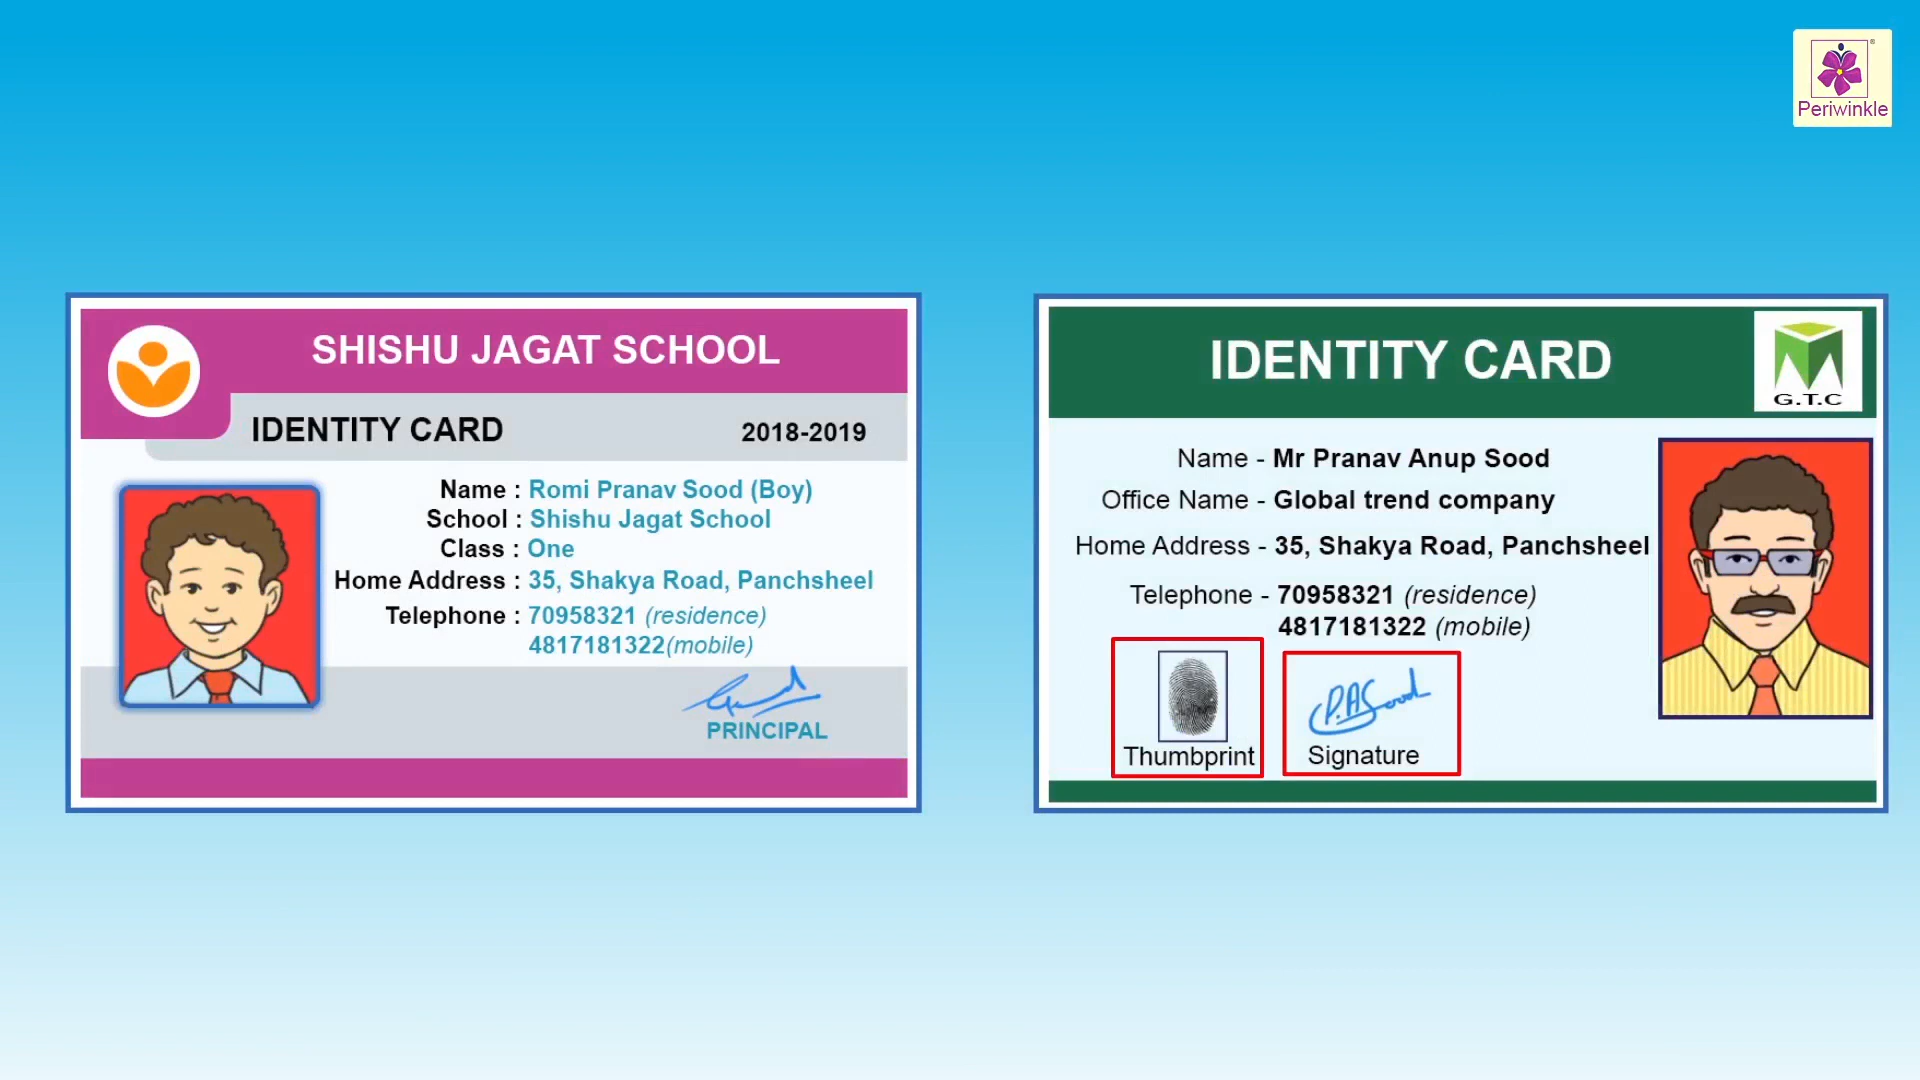 Periwinkle
SHISHU JAGAT SCHOOL
IDENTITY CARD 2018-2019
Name : Romi Pranav Sood (Boy)
School : Shishu Jagat School
Class : One
Home Address : 35, Shakya Road, Panchsheel
Telephone : 70958321 (residence)
4817181322(mobile)
PRINCIPAL
IDENTITY CARD
G.T.C
Name - Mr Pranav Anup Sood
Office Name - Global trend company
Home Address - 35, Shakya Road, Panchsheel
Telephone - 70958321 (residence)
4817181322 (mobile)
P.A.Sood
Thumbprint
Signature